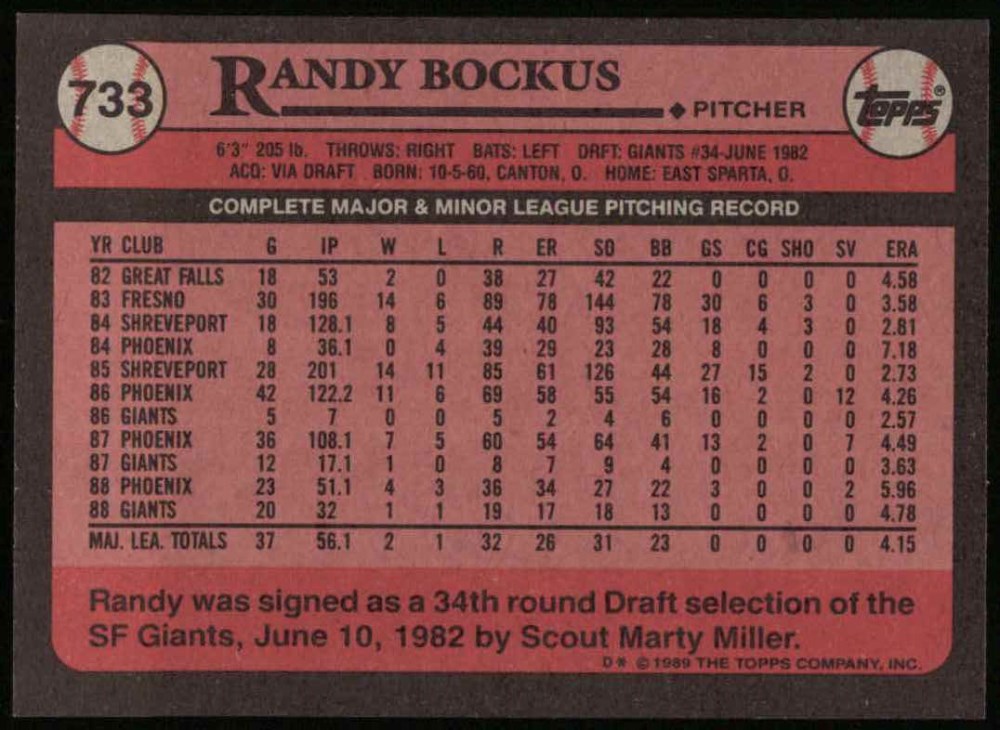 733
RANDY BOCKUS
PITCHER
TOPPS®
6'3" 205 lb. THROWS: RIGHT BATS: LEFT DRFT: GIANTS #34-JUNE 1982
ACQ: VIA DRAFT BORN: 10-5-60, CANTON, O. HOME: EAST SPARTA, O.
COMPLETE MAJOR & MINOR LEAGUE PITCHING RECORD
YR CLUB G IP W L R ER SO BB GS CG SHO SV ERA
82 GREAT FALLS 18 53 2 0 38 27 42 22 0 0 0 0 4.58
83 FRESNO 30 196 14 6 89 78 144 78 30 6 3 0 3.58
84 SHREVEPORT 18 128.1 8 5 44 40 93 54 18 4 3 0 2.81
84 PHOENIX 8 36.1 0 4 39 29 23 28 8 0 0 0 7.18
85 SHREVEPORT 28 201 14 11 85 61 126 44 27 15 2 0 2.73
86 PHOENIX 42 122.2 11 6 69 58 55 54 16 2 0 12 4.26
86 GIANTS 5 7 0 0 5 2 4 6 0 0 0 0 2.57
87 PHOENIX 36 108.1 7 5 60 54 64 41 13 2 0 7 4.49
87 GIANTS 12 17.1 1 0 8 7 9 4 0 0 0 0 3.63
88 PHOENIX 23 51.1 4 3 36 34 27 22 3 0 0 2 5.96
88 GIANTS 20 32 1 1 19 17 18 13 0 0 0 0 4.78
MAJ. LEA. TOTALS 37 56.1 2 1 32 26 31 23 0 0 0 0 4.15
Randy was signed as a 34th round Draft selection of the
SF Giants, June 10, 1982 by Scout Marty Miller.
D* © 1989 THE TOPPS COMPANY, INC.